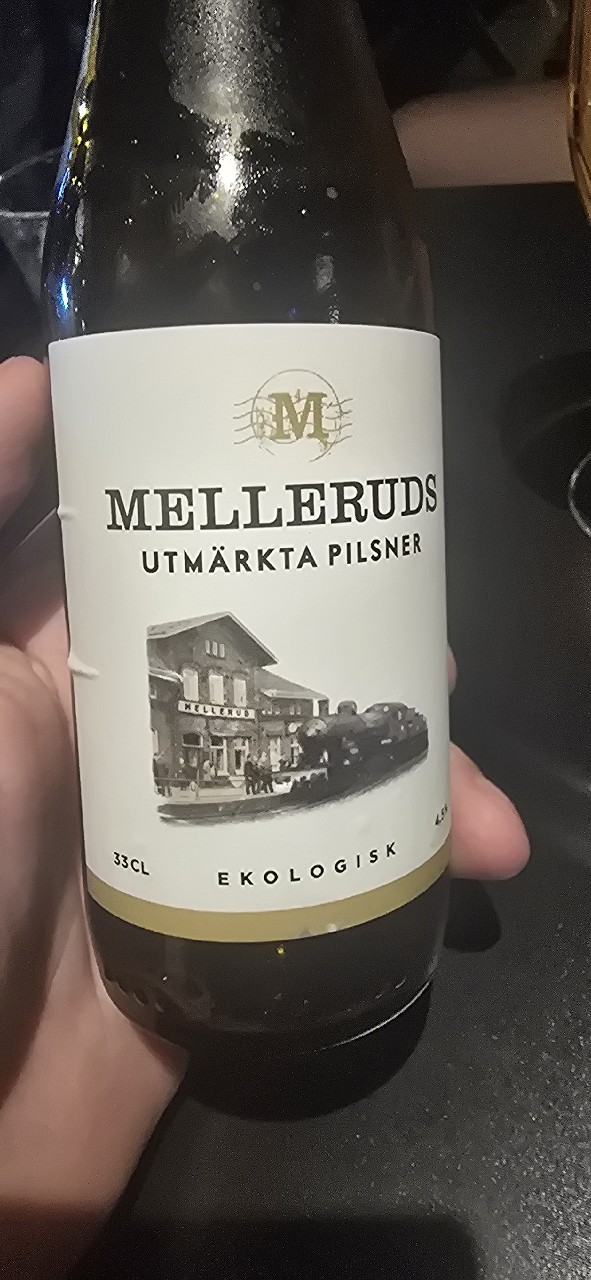 M
MELLERUDS
UTMÄRKTA PILSNER
MELLERUD
33CL
EKOLOGISK